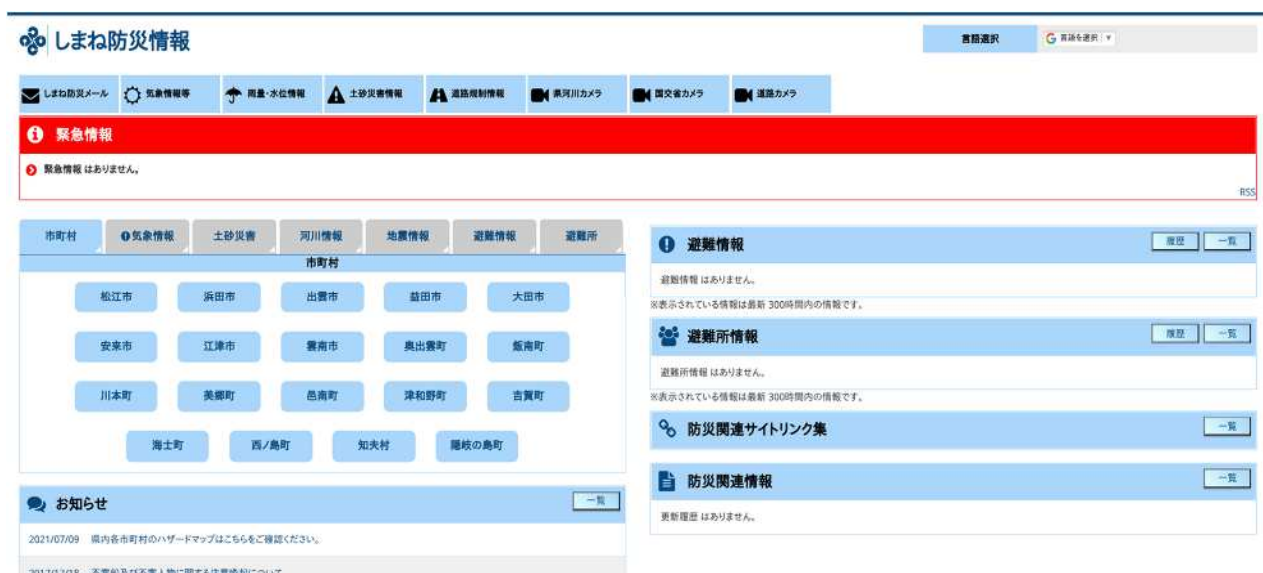 しまね防災情報
言語選択
G 言語を選択 ▼
しまね防災メール 気象情報等 雨量・水位情報 土砂災害情報 道路規制情報 県河川カメラ 国交省カメラ 道路カメラ
緊急情報
緊急情報 はありません。
RSS
市町村 気象情報 土砂災害 河川情報 地震情報 避難情報 避難所
市町村
松江市 浜田市 出雲市 益田市 大田市
安来市 江津市 雲南市 奥出雲町 飯南町
川本町 美郷町 邑南町 津和野町 吉賀町
海士町 西ノ島町 知夫村 隠岐の島町
お知らせ 一覧
2021/07/09 県内各市町村のハザードマップはこちらをご確認ください。
避難情報 履歴 一覧
避難情報 はありません。
※表示されている情報は最新 300時間内の情報です。
避難所情報 履歴 一覧
避難所情報 はありません。
※表示されている情報は最新 300時間内の情報です。
防災関連サイトリンク集 一覧
防災関連情報 一覧
更新履歴 はありません。